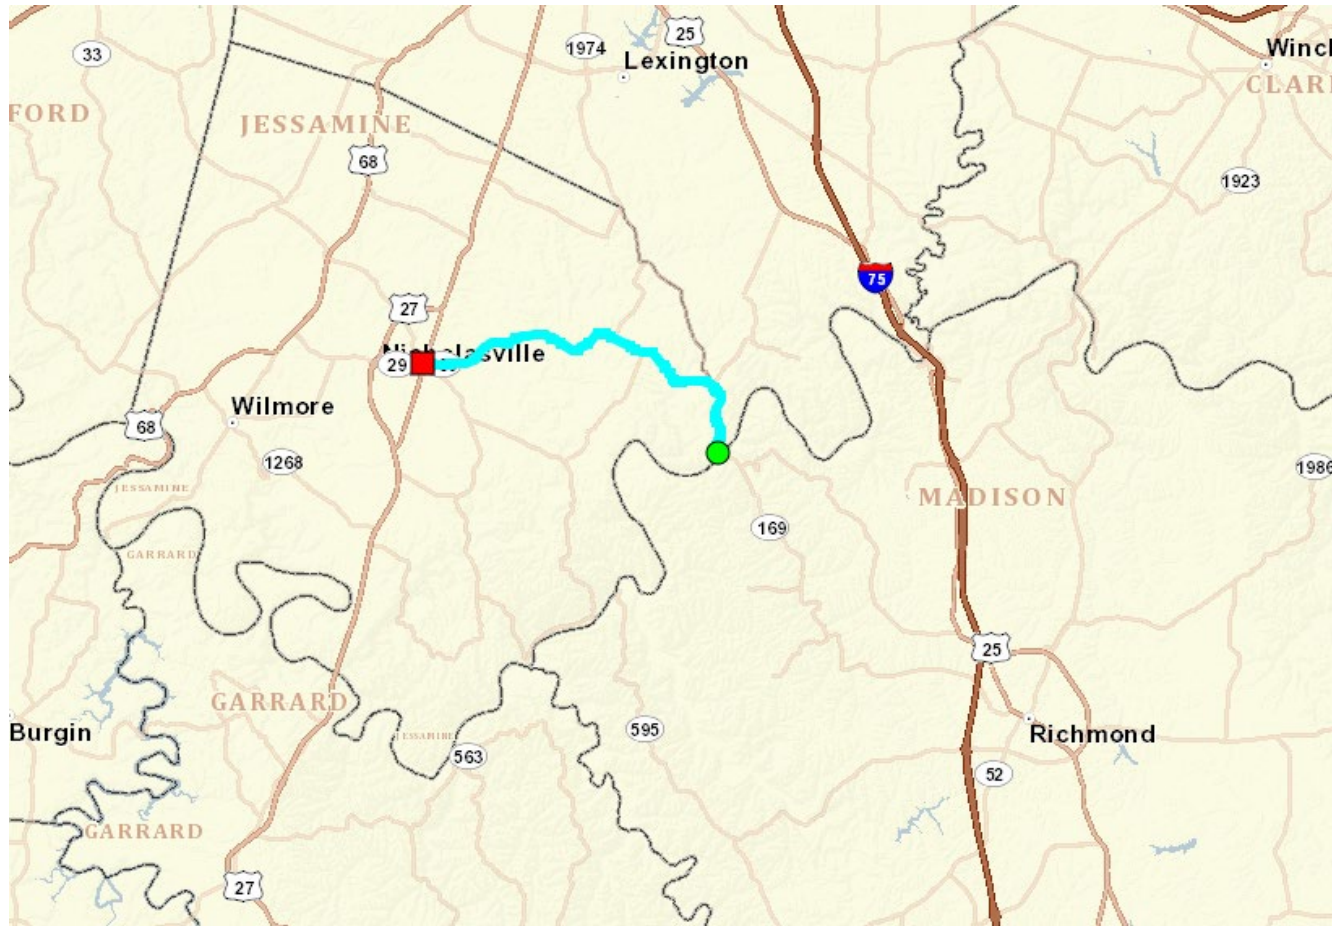 25
1974
33
Lexington
Winc
CLAR
FORD
JESSAMINE
68
1923
75
27
Nicholasville
29
Wilmore
68
1268
1986
JESSAMINE
MADISON
169
GARRARD
25
GARRARD
595
Burgin
JESSAMINE
Richmond
563
52
GARRARD
27